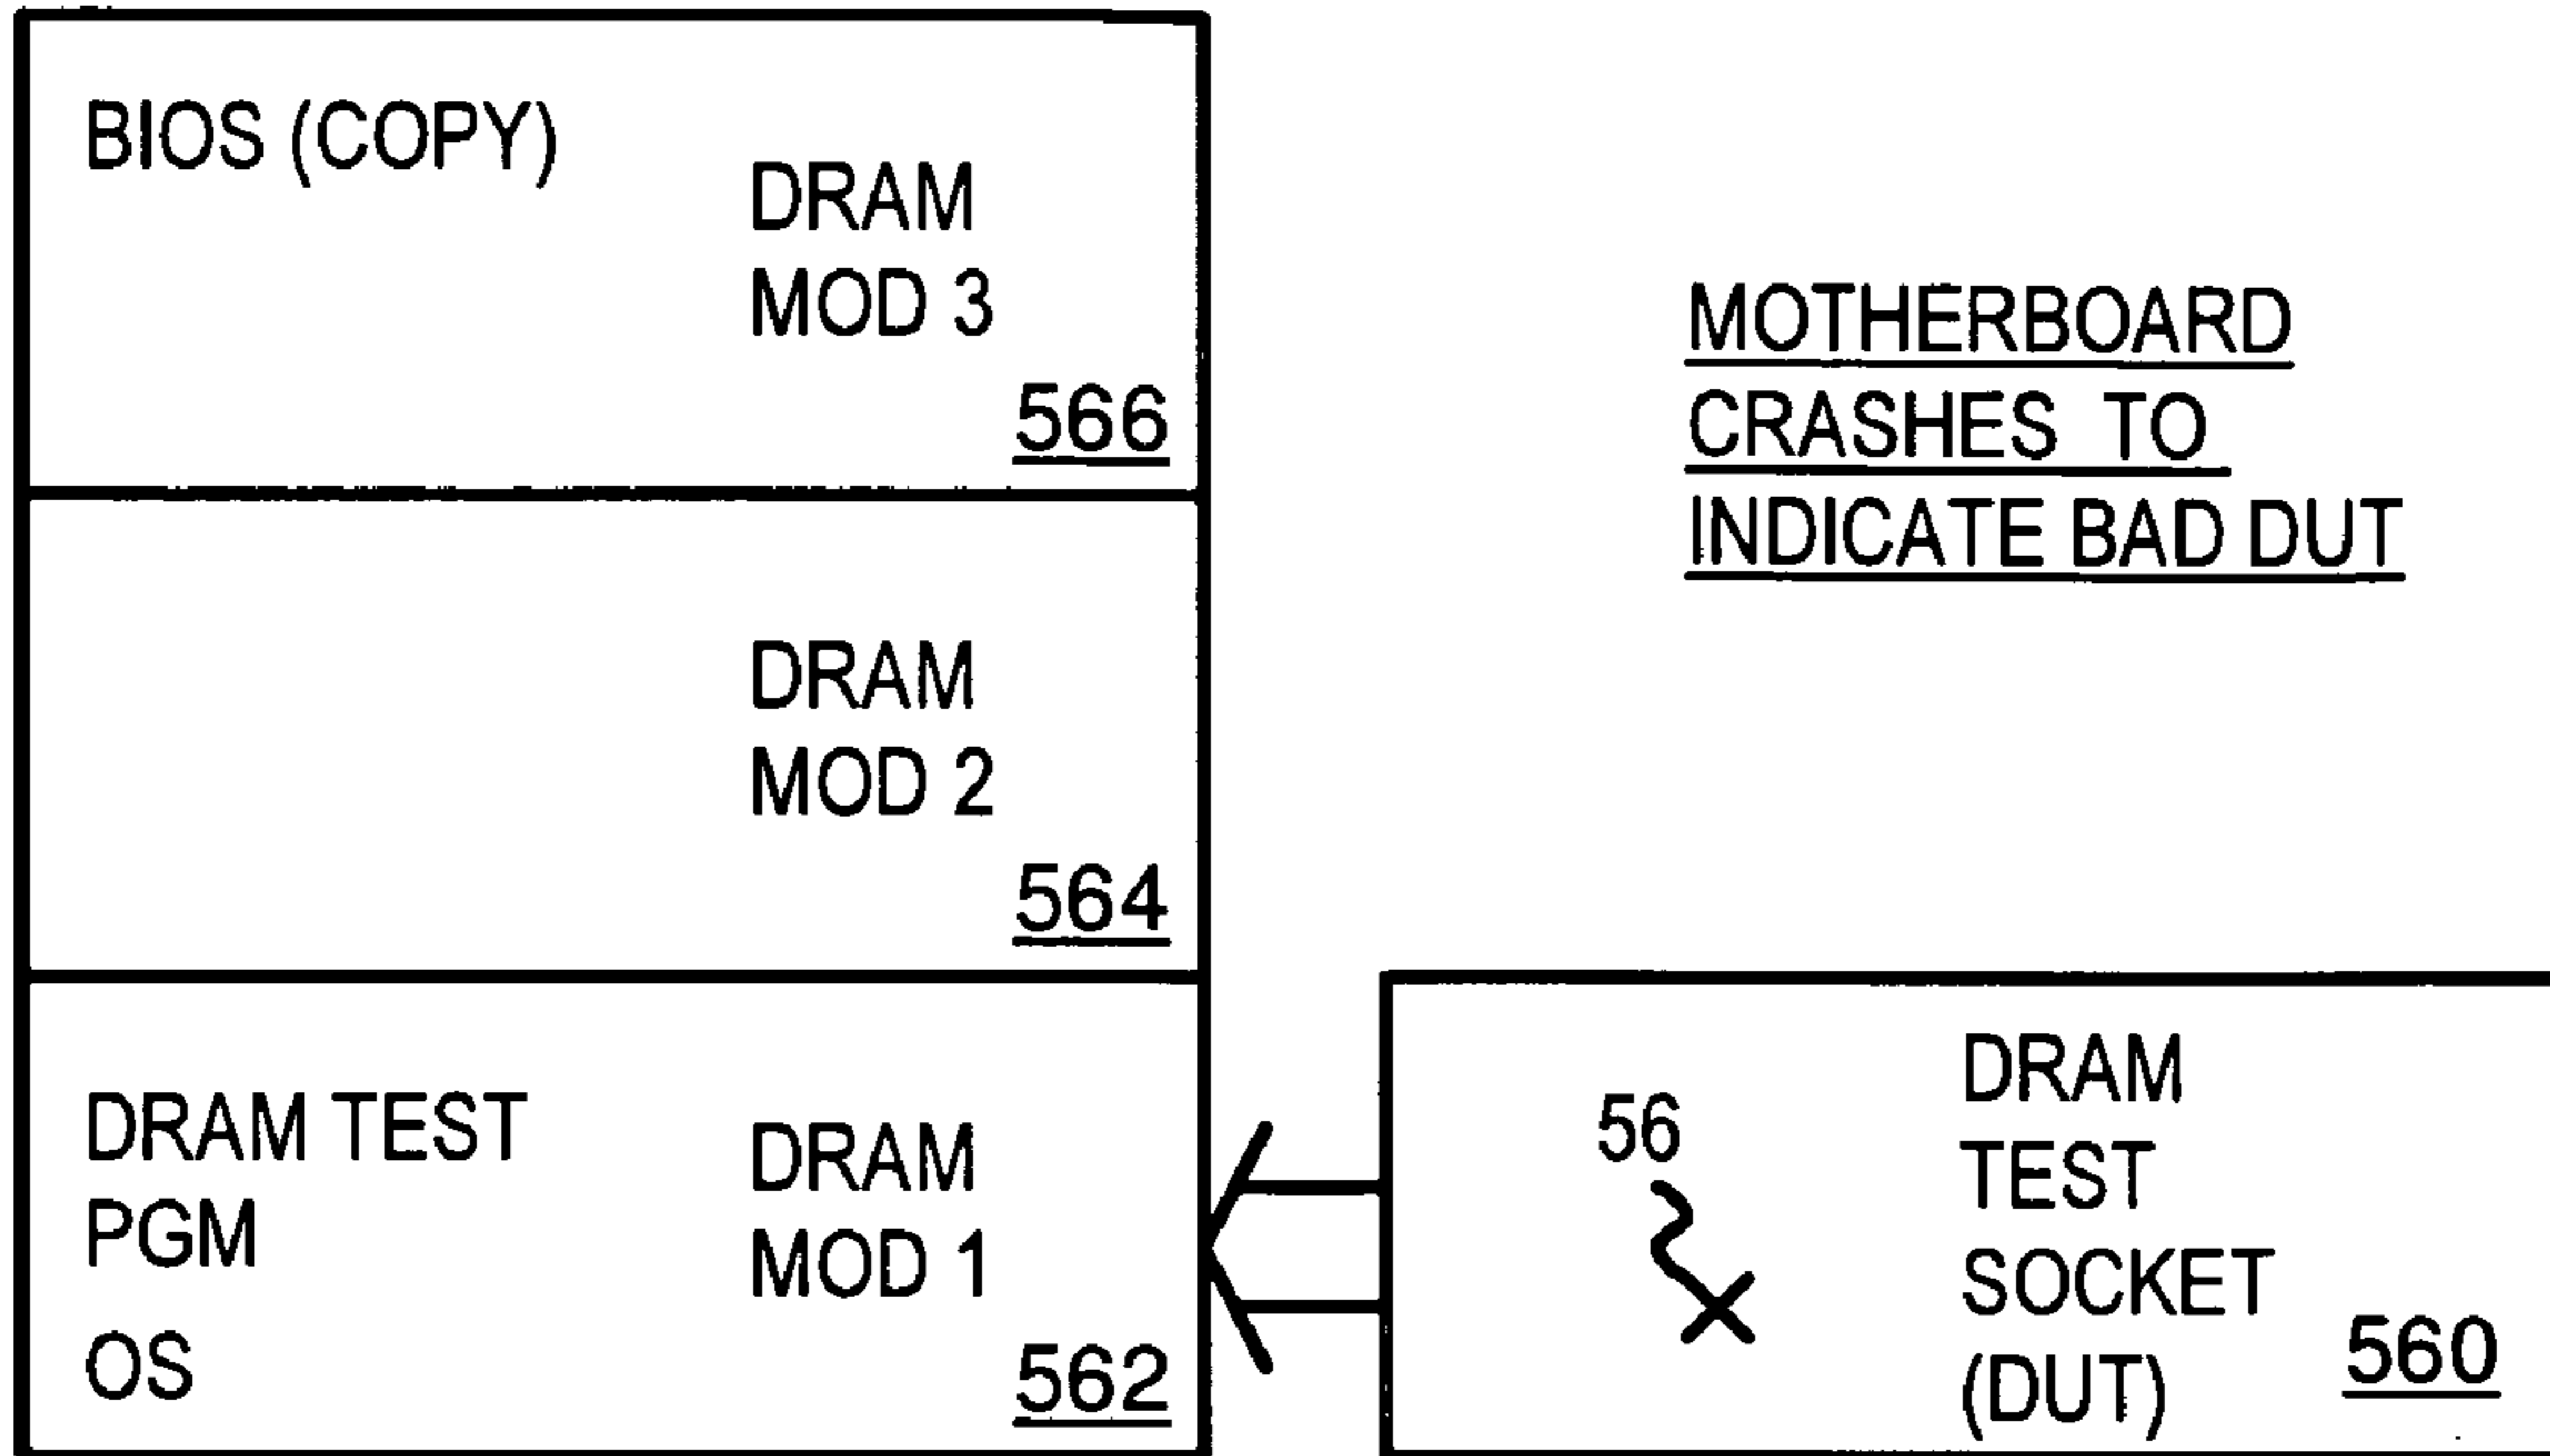 BIOS (COPY)
DRAM
MOD 3
566
MOTHERBOARD
CRASHES TO
INDICATE BAD DUT
DRAM
MOD 2
564
DRAM TEST
PGM
OS
DRAM
MOD 1
562
56
DRAM
TEST
SOCKET
(DUT)
560